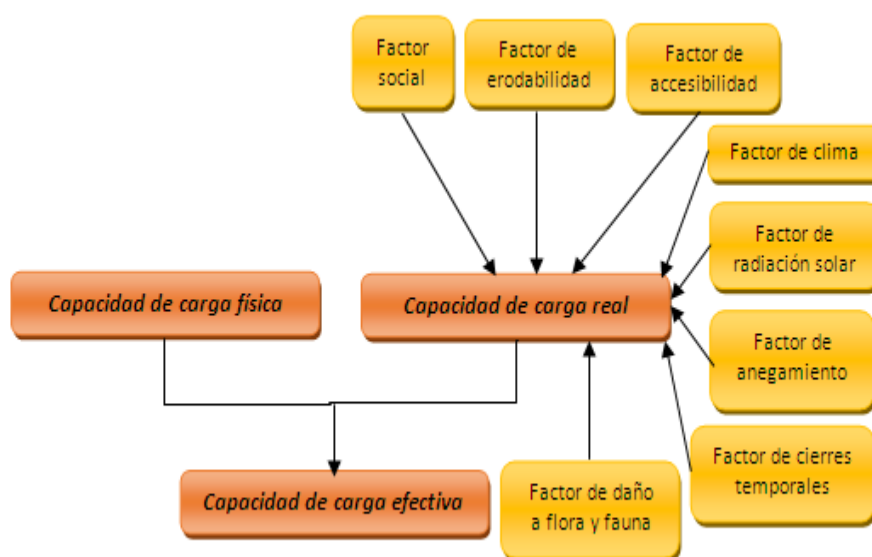 Factor
social
Factor de
erodabilidad
Factor de
accesibilidad
Factor de clima
Factor de
radiación solar
Capacidad de carga física
Capacidad de carga real
Factor de
anegamiento
Factor de cierres
temporales
Capacidad de carga efectiva
Factor de daño
a flora y fauna